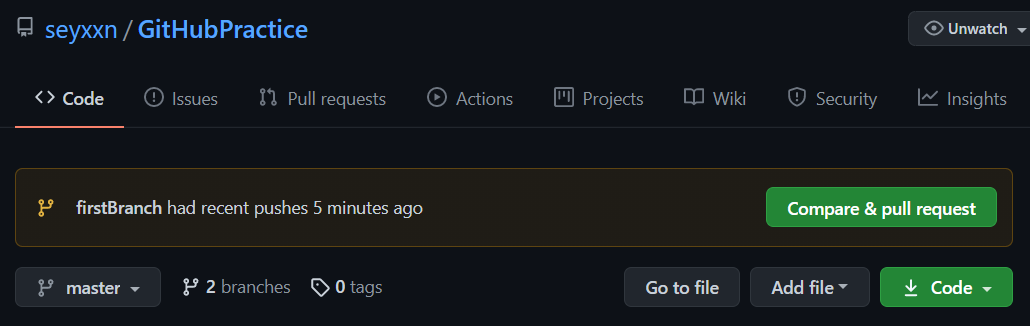 seyxxn / GitHubPractice
Unwatch
Code Issues Pull requests Actions Projects Wiki Security Insights
firstBranch had recent pushes 5 minutes ago
Compare & pull request
master 2 branches 0 tags Go to file Add file Code